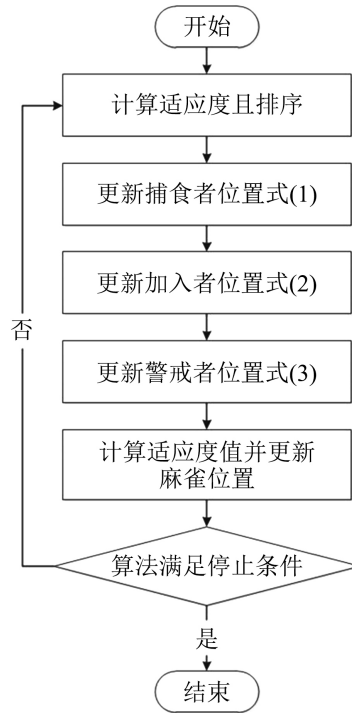 开始
计算适应度且排序
更新捕食者位置式(1)
更新加入者位置式(2)
否
更新警戒者位置式(3)
计算适应度值并更新
麻雀位置
算法满足停止条件
是
结束